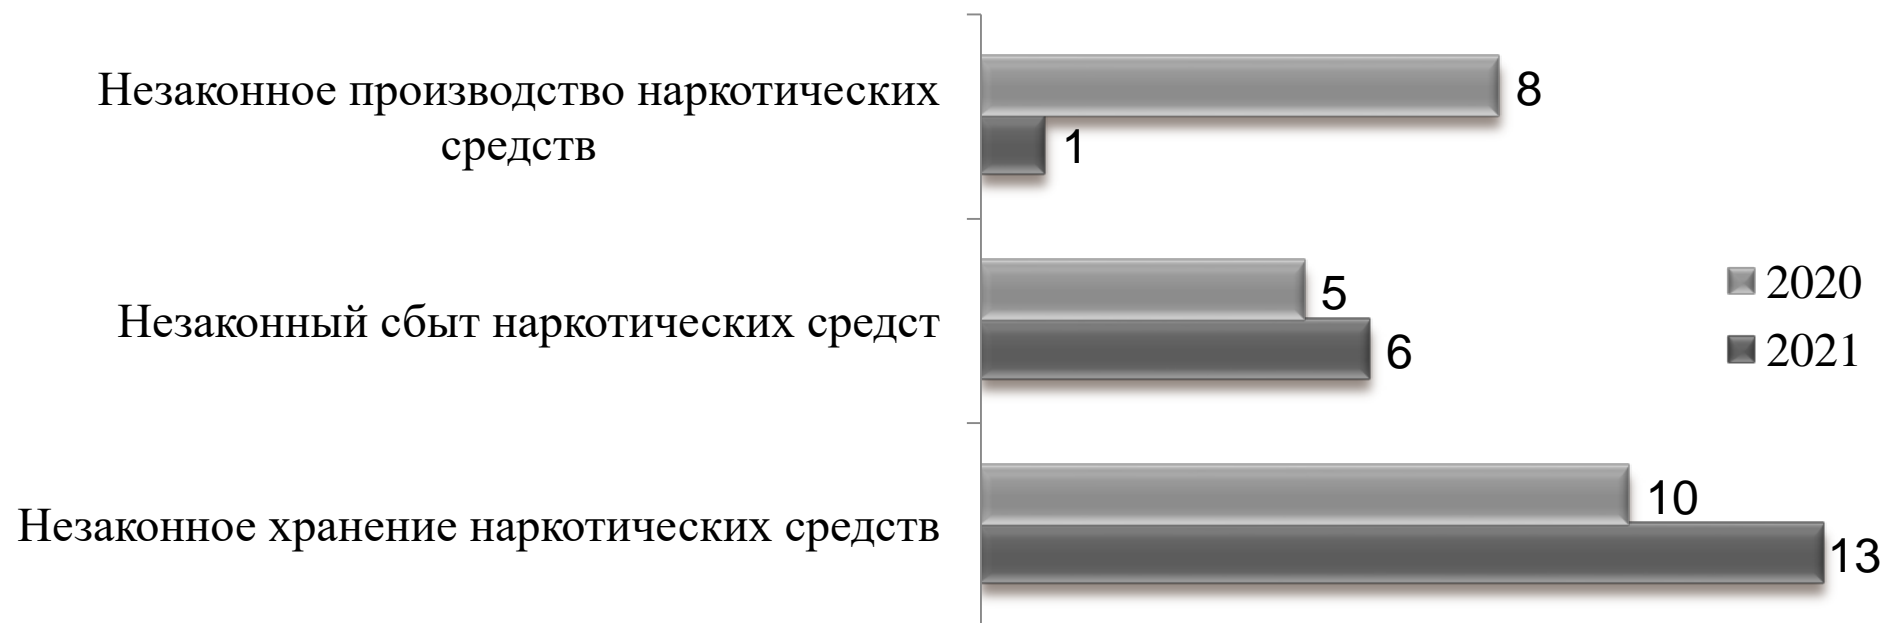 Незаконное производство наркотических
средств
8
1
Незаконный сбыт наркотических средст
5
6
2020
2021
Незаконное хранение наркотических средств
10
13